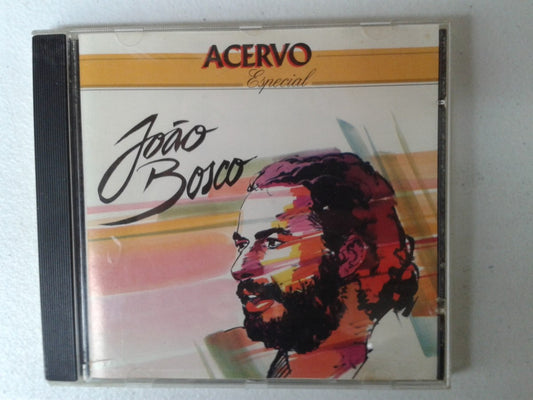 ACERVO
Especial
João
Bosco